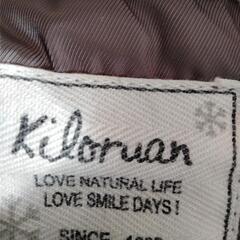 Kiloruan
LOVE NATURAL LIFE
LOVE SMILE DAYS!
SINCE